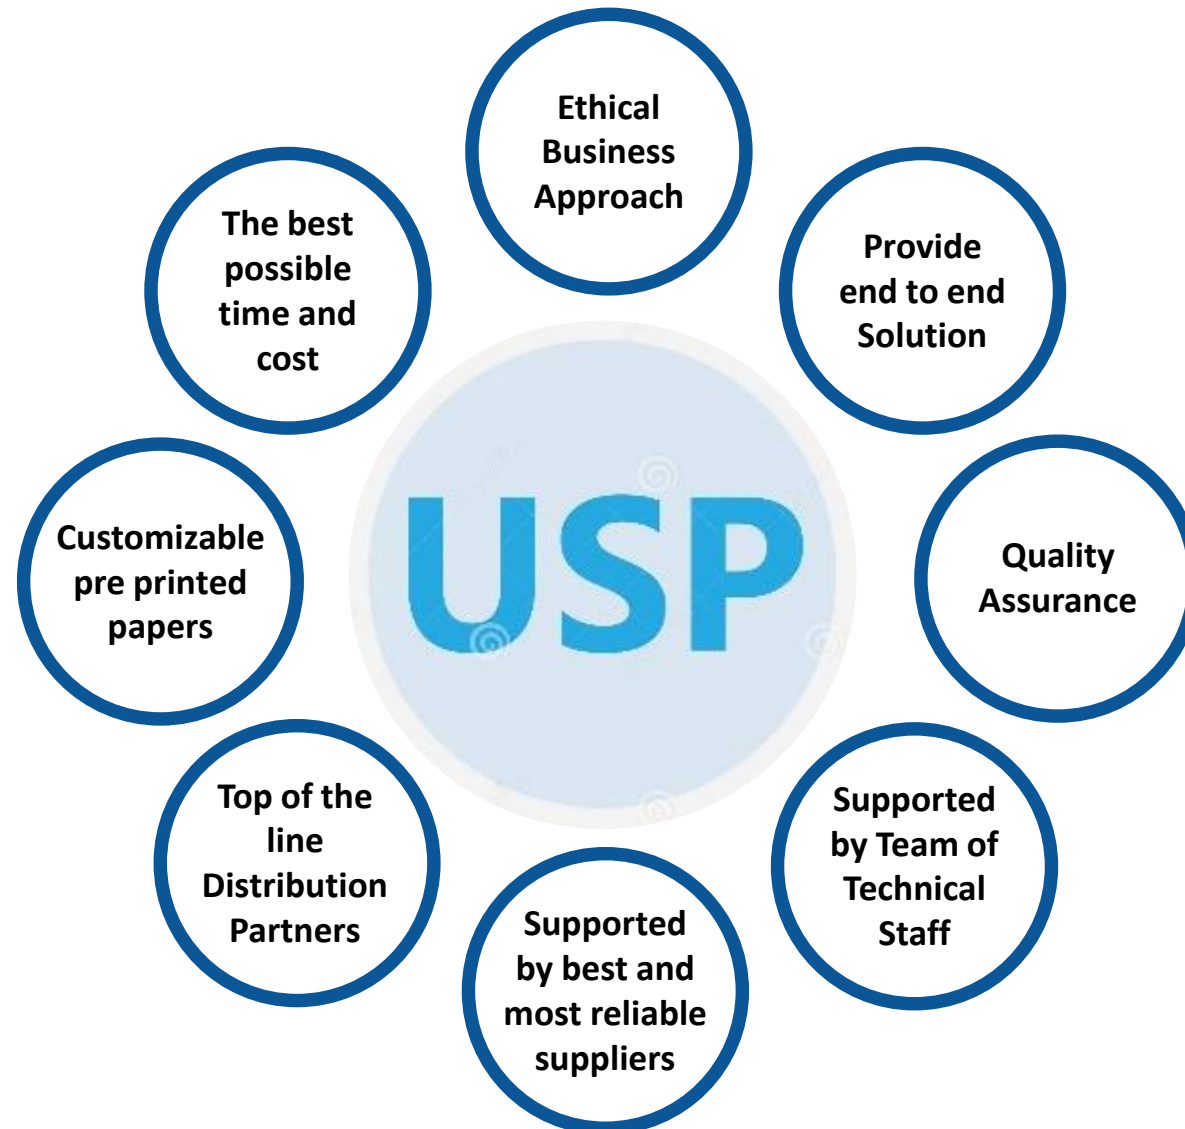 Ethical
Business
Approach
Provide
end to end
Solution
Quality
Assurance
Supported
by Team of
Technical
Staff
Supported
by best and
most reliable
suppliers
Top of the
line
Distribution
Partners
Customizable
pre printed
papers
The best
possible
time and
cost
USP